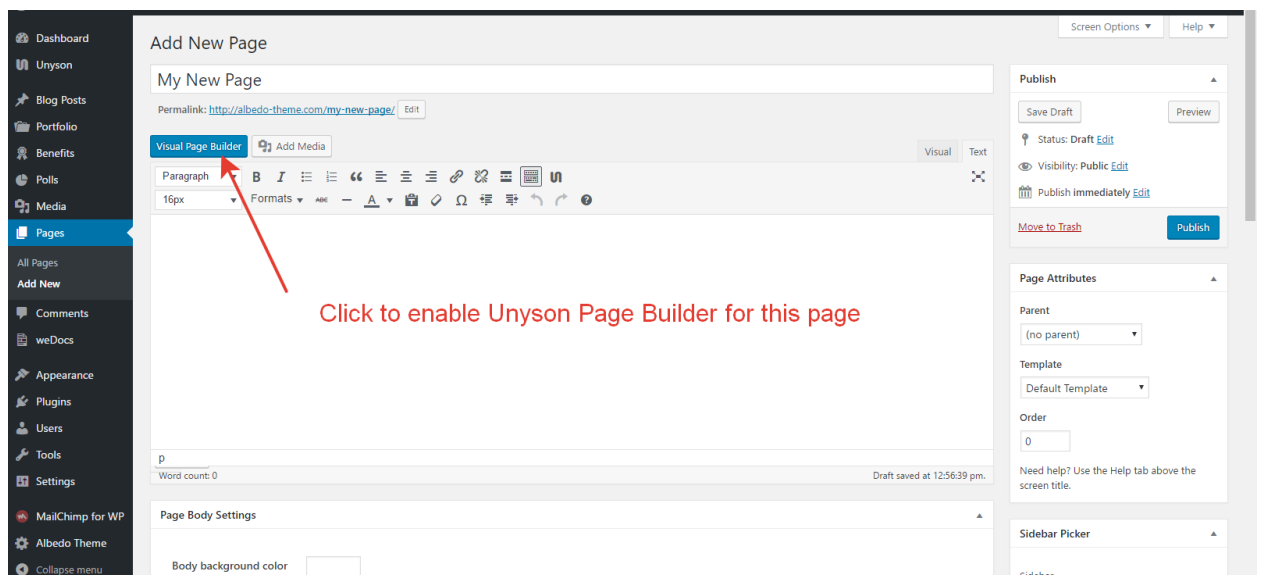 Dashboard
Unyson
Blog Posts
Portfolio
Benefits
Polls
Media
Pages
All Pages
Add New
Comments
weDocs
Appearance
Plugins
Users
Tools
Settings
MailChimp for WP
Albedo Theme
Collapse menu
Screen Options ▼ Help ▼
Add New Page
My New Page
Permalink: http://albedo-theme.com/my-new-page/ Edit
Visual Page Builder Add Media
Visual Text
Paragraph
16px Formats
Click to enable Unyson Page Builder for this page
p
Word count: 0 Draft saved at 12:56:39 pm.
Page Body Settings
Body background color
Publish
Save Draft Preview
Status: Draft Edit
Visibility: Public Edit
Publish immediately Edit
Move to Trash Publish
Page Attributes
Parent
(no parent)
Template
Default Template
Order
0
Need help? Use the Help tab above the
screen title.
Sidebar Picker
Sidebar